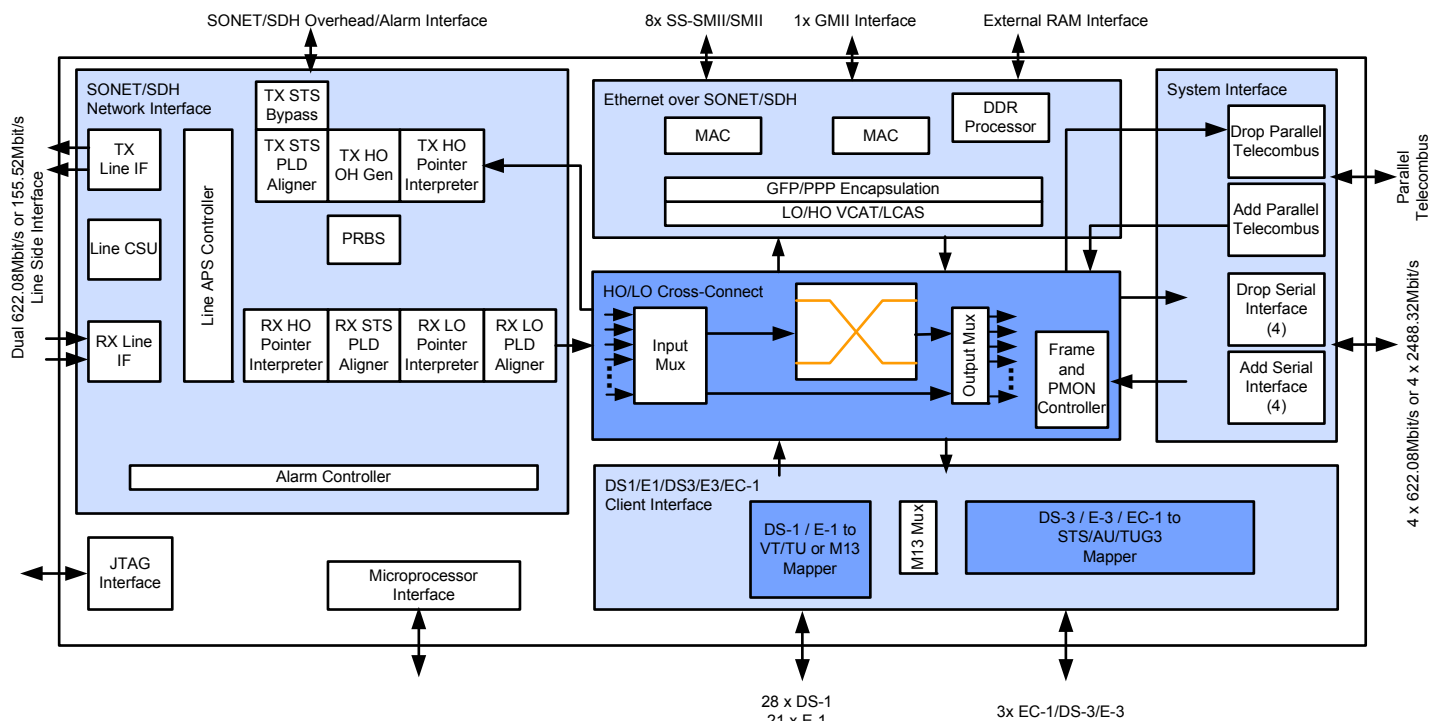 SONET/SDH Overhead/Alarm Interface
8x SS-SMII/SMII
1x GMII Interface
External RAM Interface
Dual 622.08Mbit/s or 155.52Mbit/s
Line Side Interface
SONET/SDH
Network Interface
TX
Line IF
Line CSU
RX Line
IF
Line APS Controller
TX STS
Bypass
TX STS
PLD
Aligner
TX HO
OH Gen
TX HO
Pointer
Interpreter
PRBS
RX HO
Pointer
Interpreter
RX STS
PLD
Aligner
RX LO
Pointer
Interpreter
RX LO
PLD
Aligner
Alarm Controller
Ethernet over SONET/SDH
MAC
MAC
DDR
Processor
GFP/PPP Encapsulation
LO/HO VCAT/LCAS
HO/LO Cross-Connect
Input
Mux
Output Mux
Frame
and
PMON
Controller
System Interface
Drop Parallel
Telecombus
Add Parallel
Telecombus
Drop Serial
Interface
(4)
Add Serial
Interface
(4)
Parallel
Telecombus
4 x 622.08Mbit/s or 4 x 2488.32Mbit/s
DS1/E1/DS3/E3/EC-1
Client Interface
DS-1 / E-1 to
VT/TU or M13
Mapper
M13 Mux
DS-3 / E-3 / EC-1 to
STS/AU/TUG3
Mapper
JTAG
Interface
Microprocessor
Interface
28 x DS-1
21 x E-1
3x EC-1/DS-3/E-3